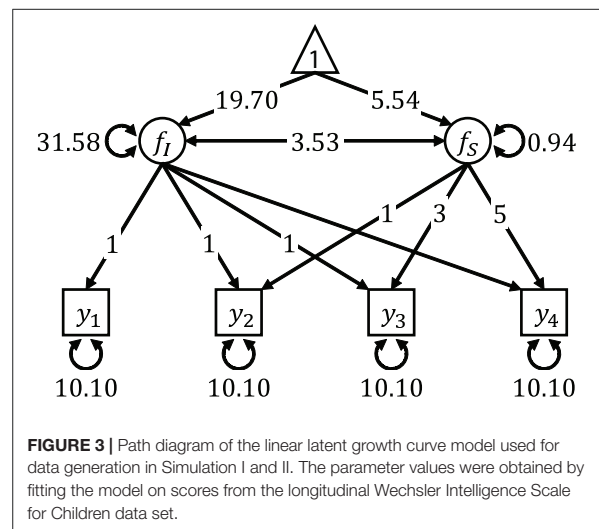 1
19.70 5.54
31.58 f_I 3.53 f_S 0.94
1 3 5
1 1 1
y_1 y_2 y_3 y_4
10.10 10.10 10.10 10.10
FIGURE 3 | Path diagram of the linear latent growth curve model used for
data generation in Simulation I and II. The parameter values were obtained by
fitting the model on scores from the longitudinal Wechsler Intelligence Scale
for Children data set.